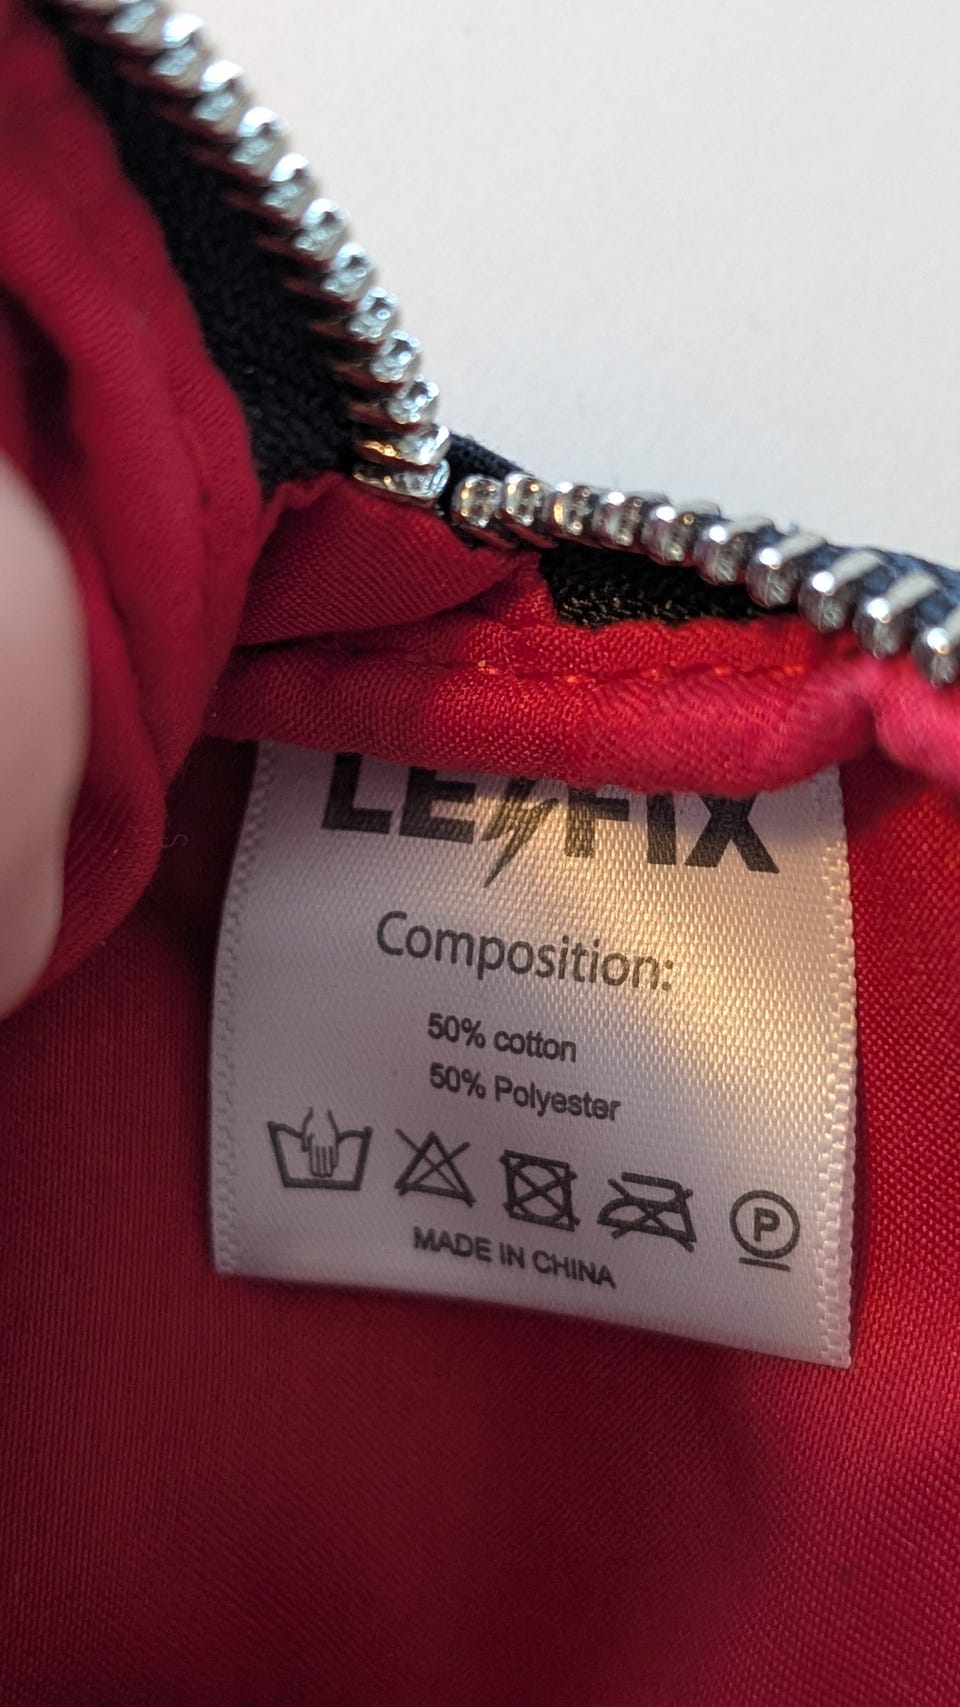 LE FIX
Composition:
50% cotton
50% Polyester
P
MADE IN CHINA